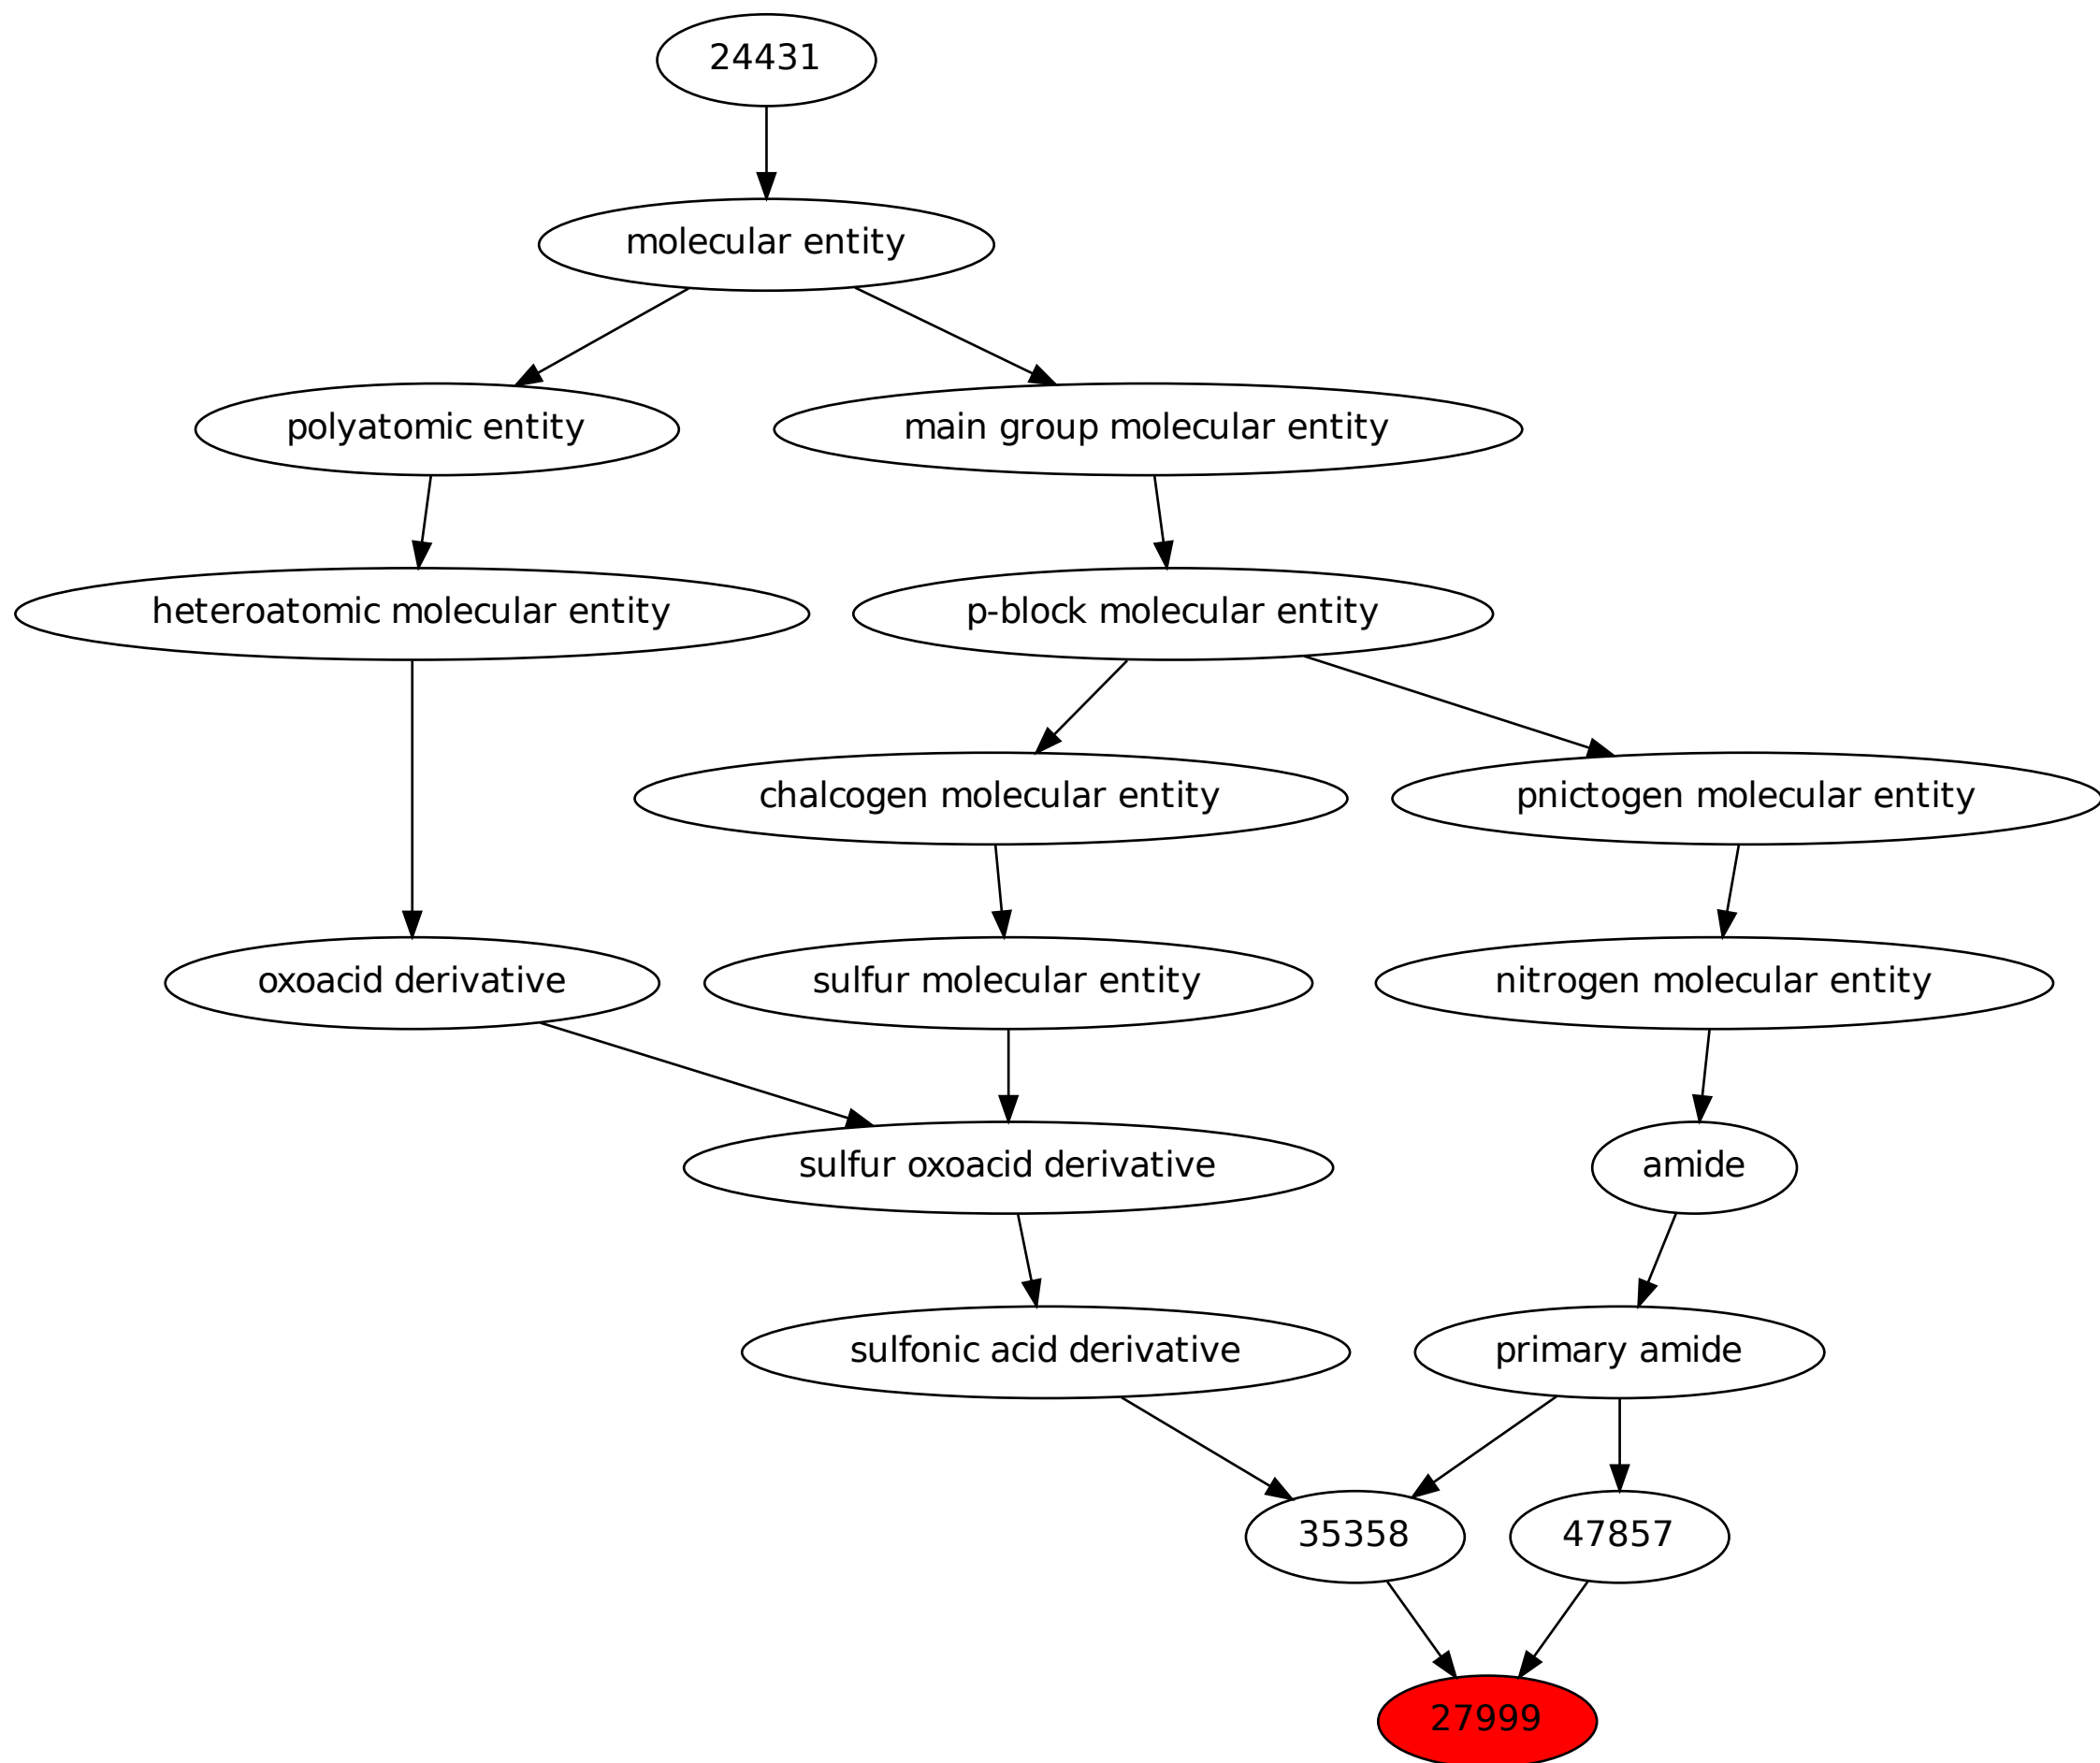 24431
molecular entity
polyatomic entity
main group molecular entity
heteroatomic molecular entity
p-block molecular entity
chalcogen molecular entity
pnictogen molecular entity
oxoacid derivative
sulfur molecular entity
nitrogen molecular entity
sulfur oxoacid derivative
amide
sulfonic acid derivative
primary amide
35358
47857
27999